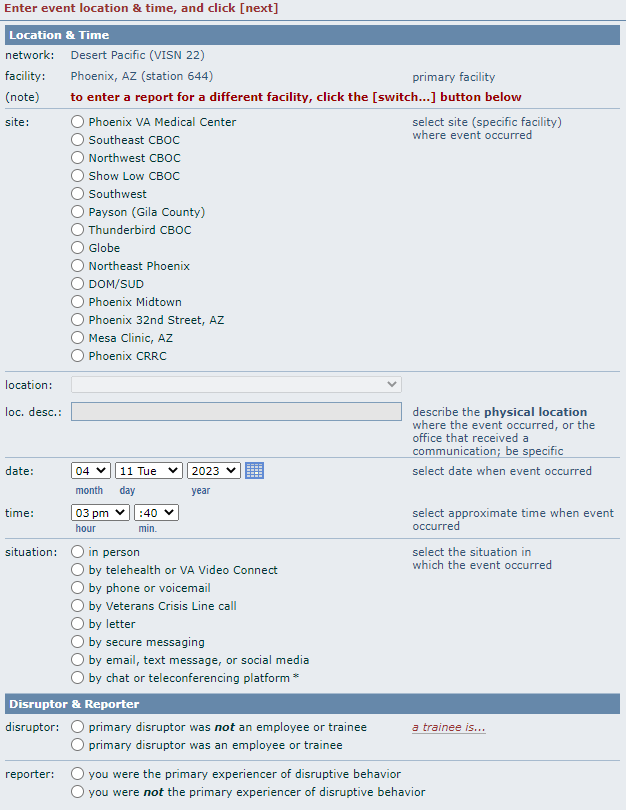 Enter event location & time, and click [next]
Location & Time
network: Desert Pacific (VISN 22)
facility: Phoenix, AZ (station 644) primary facility
(note) to enter a report for a different facility, click the [switch...] button below
site: Phoenix VA Medical Center select site (specific facility)
where event occurred
Southeast CBOC
Northwest CBOC
Show Low CBOC
Southwest
Payson (Gila County)
Thunderbird CBOC
Globe
Northeast Phoenix
DOM/SUD
Phoenix Midtown
Phoenix 32nd Street, AZ
Mesa Clinic, AZ
Phoenix CRRC
location:
loc. desc.: describe the physical location
where the event occurred, or the
office that received a
communication; be specific
date: 04 11 Tue 2023 select date when event occurred
month day year
time: 03 pm :40 select approximate time when event
occurred
hour min.
situation: in person select the situation in
which the event occurred
by telehealth or VA Video Connect
by phone or voicemail
by Veterans Crisis Line call
by letter
by secure messaging
by email, text message, or social media
by chat or teleconferencing platform *
Disruptor & Reporter
disruptor: primary disruptor was not an employee or trainee a trainee is...
primary disruptor was an employee or trainee
reporter: you were the primary experiencer of disruptive behavior
you were not the primary experiencer of disruptive behavior